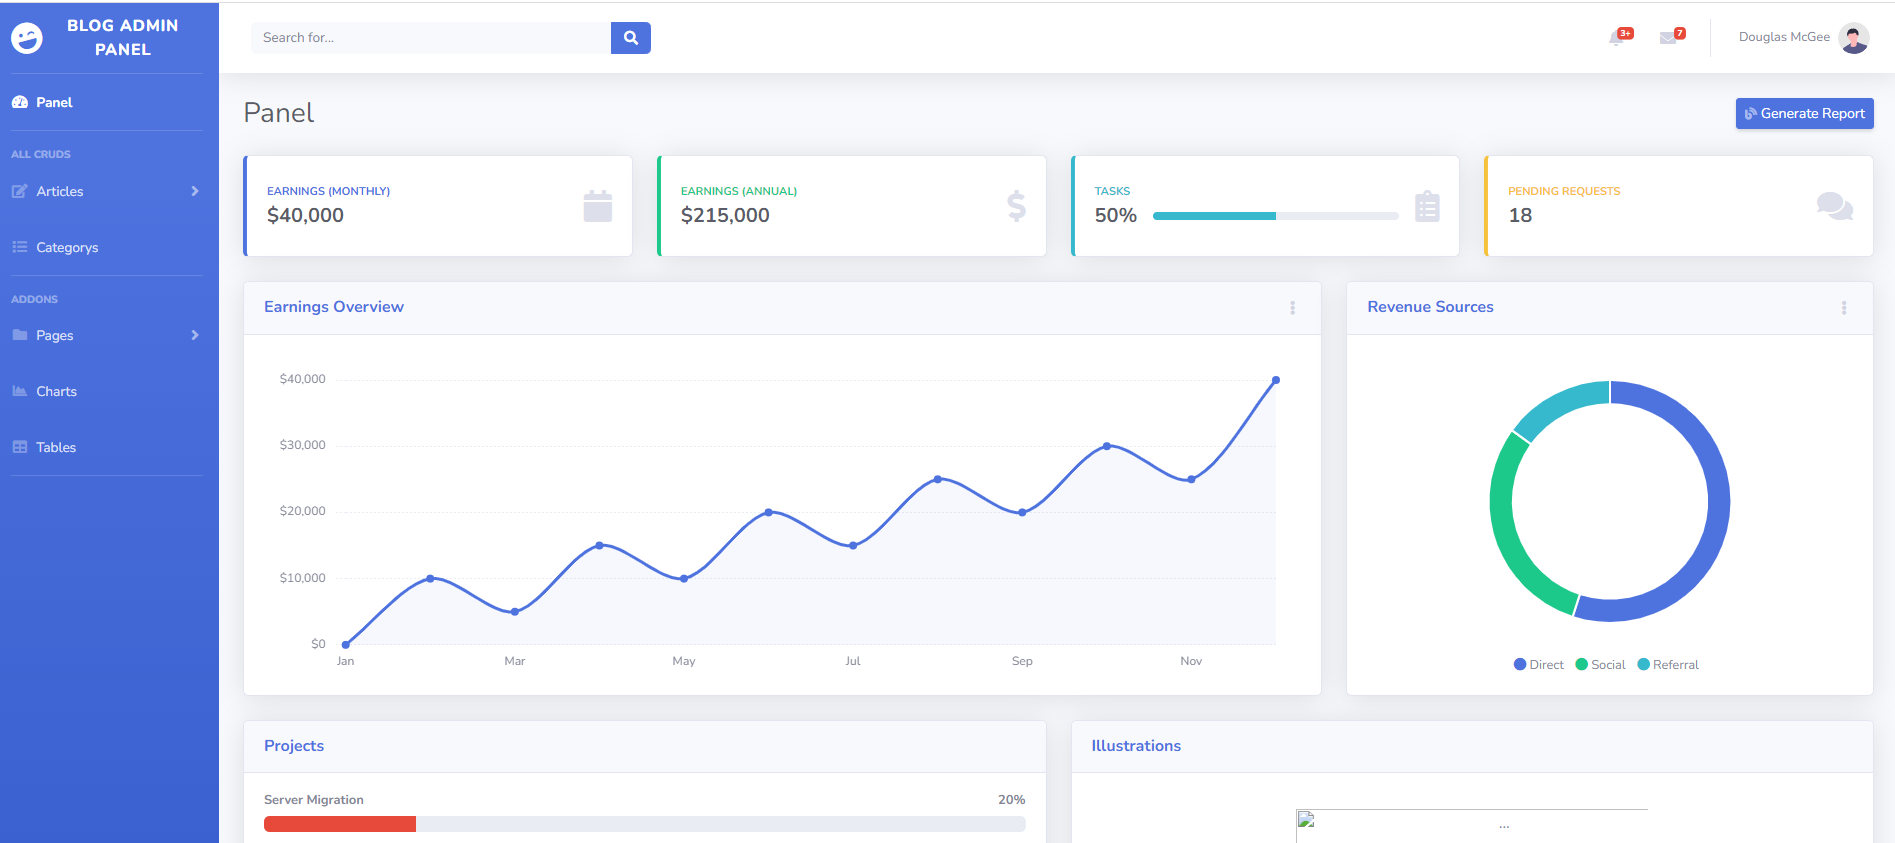 BLOG ADMIN
PANEL
Panel
ALL CRUDS
Articles
Categorys
ADDONS
Pages
Charts
Tables
Search for...
3+
7
Douglas McGee
Panel
Generate Report
EARNINGS (MONTHLY)
$40,000
EARNINGS (ANNUAL)
$215,000
TASKS
50%
PENDING REQUESTS
18
Earnings Overview
$40,000
$30,000
$20,000
$10,000
$0
Jan Mar May Jul Sep Nov
Revenue Sources
Direct Social Referral
Projects
Server Migration 20%
Illustrations
...